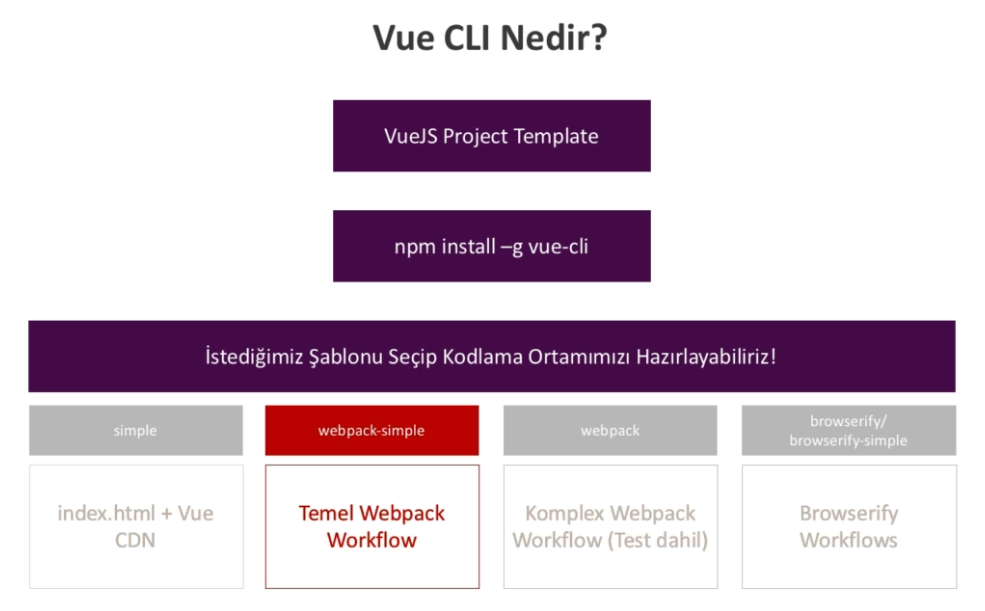 Vue CLI Nedir?
VueJS Project Template
npm install –g vue-cli
İstediğimiz Şablonu Seçip Kodlama Ortamımızı Hazırlayabiliriz!
simple
webpack-simple
webpack
browserify/
browserify-simple
index.html + Vue
CDN
Temel Webpack
Workflow
Komplex Webpack
Workflow (Test dahil)
Browserify
Workflows